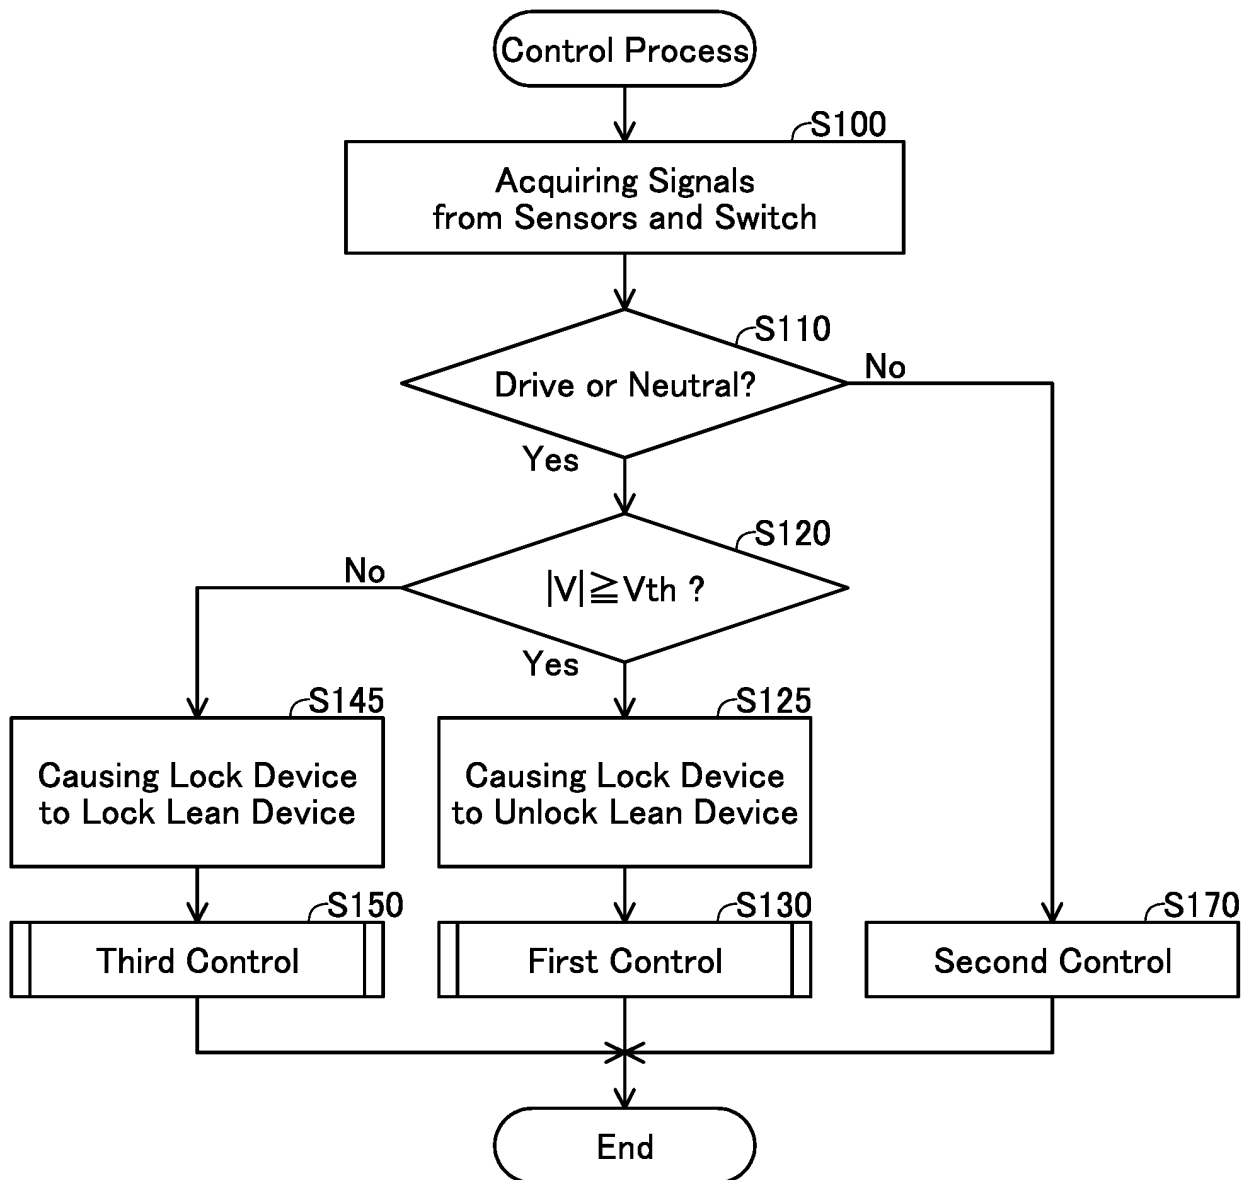 Control Process
S100
Acquiring Signals
from Sensors and Switch
S110
Drive or Neutral?
No
Yes
S120
|V|≧Vth ?
No
Yes
S145
Causing Lock Device
to Lock Lean Device
S125
Causing Lock Device
to Unlock Lean Device
S150
Third Control
S130
First Control
S170
Second Control
End